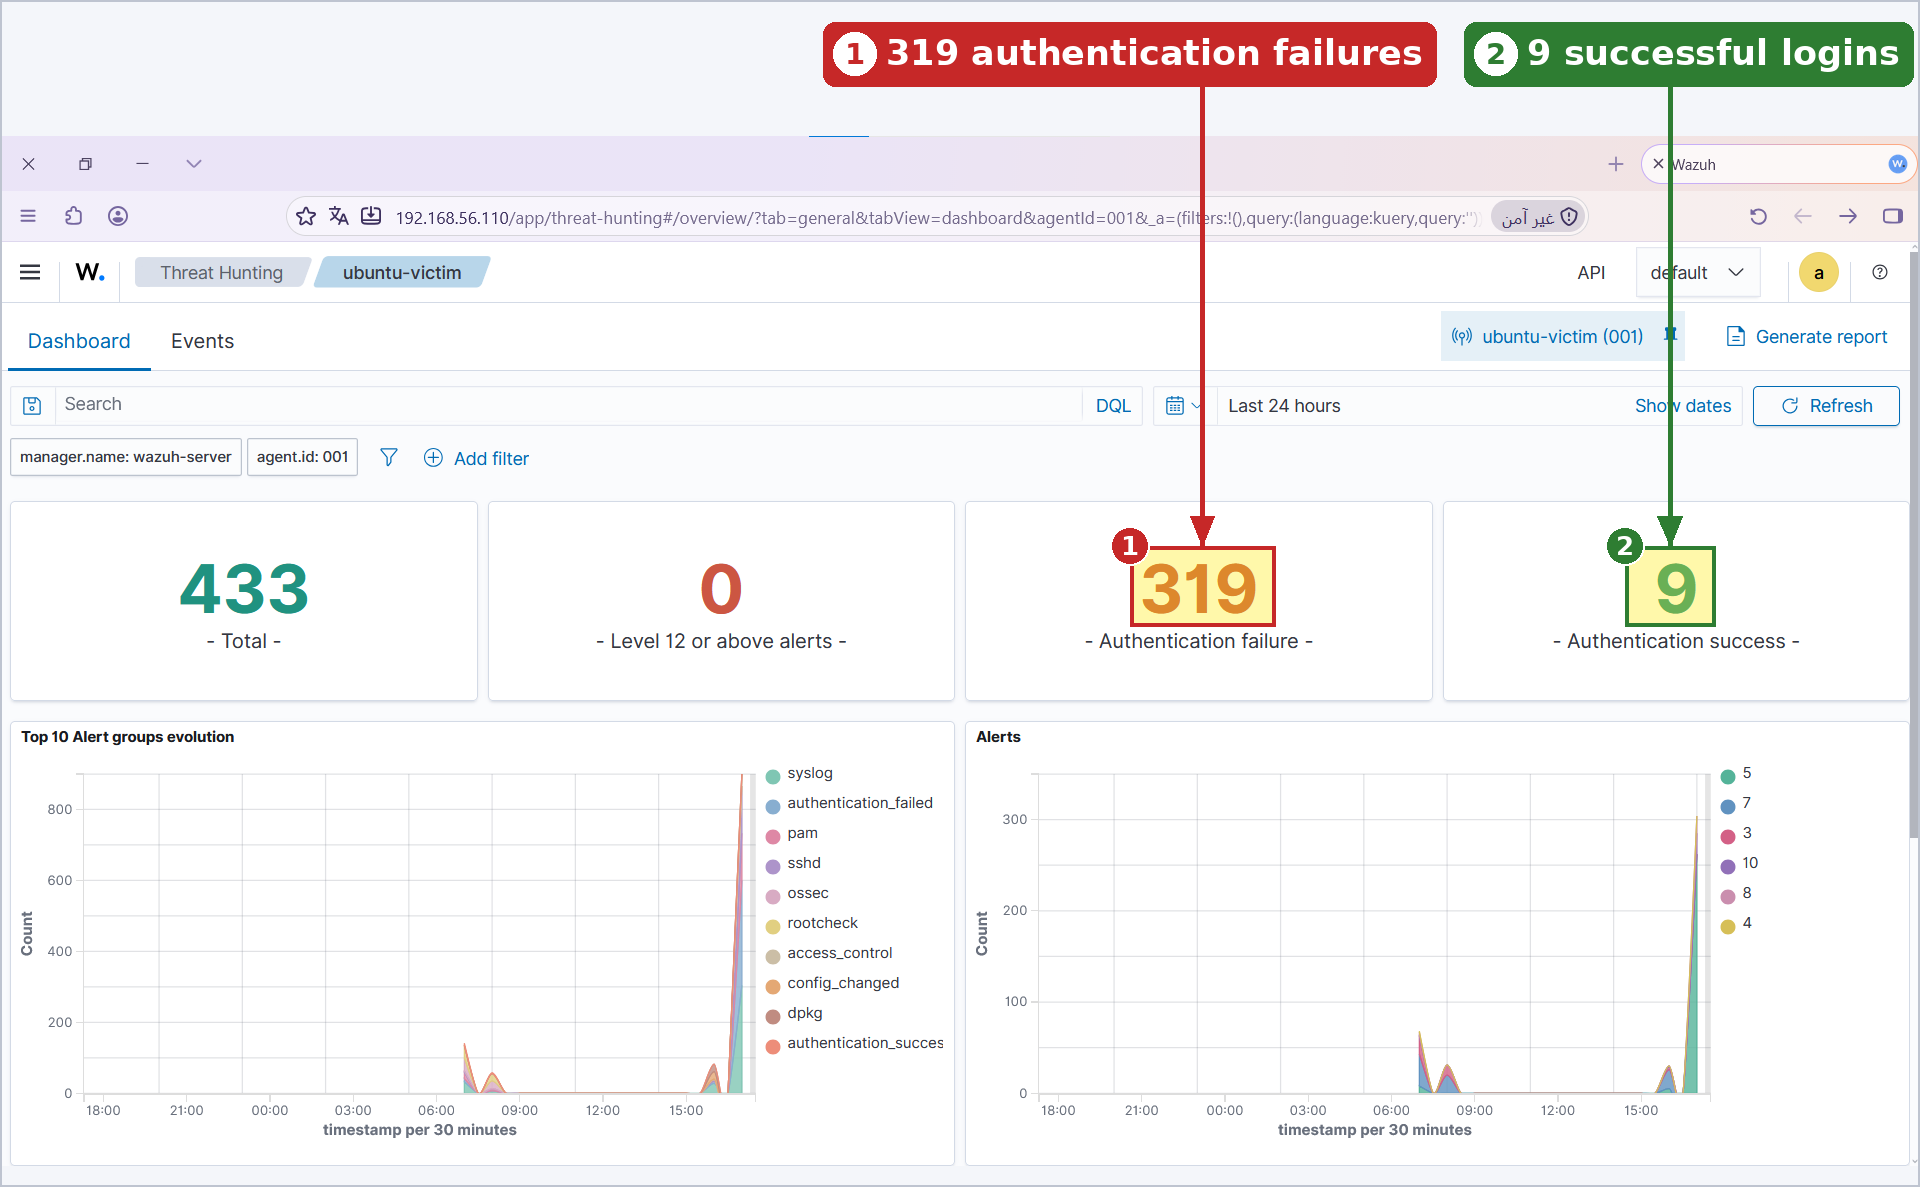 1 319 authentication failures
2 9 successful logins
Wazuh
W.
192.168.56.110/app/threat-hunting#/overview/?tab=general&tabView=dashboard&agentId=001&_a=(filters:!(),query:(language:kuery,query:''))
غير آمن
W.
Threat Hunting
ubuntu-victim
API
default
a
Dashboard
Events
ubuntu-victim (001)
Generate report
Search
DQL
Last 24 hours
Show dates
Refresh
manager.name: wazuh-server
agent.id: 001
Add filter
1
2
433
0
319
9
- Total -
- Level 12 or above alerts -
- Authentication failure -
- Authentication success -
Top 10 Alert groups evolution
800
600
400
200
0
Count
18:00
21:00
00:00
03:00
06:00
09:00
12:00
15:00
timestamp per 30 minutes
syslog
authentication_failed
pam
sshd
ossec
rootcheck
access_control
config_changed
dpkg
authentication_succes
Alerts
300
200
100
0
Count
18:00
21:00
00:00
03:00
06:00
09:00
12:00
15:00
timestamp per 30 minutes
5
7
3
10
8
4